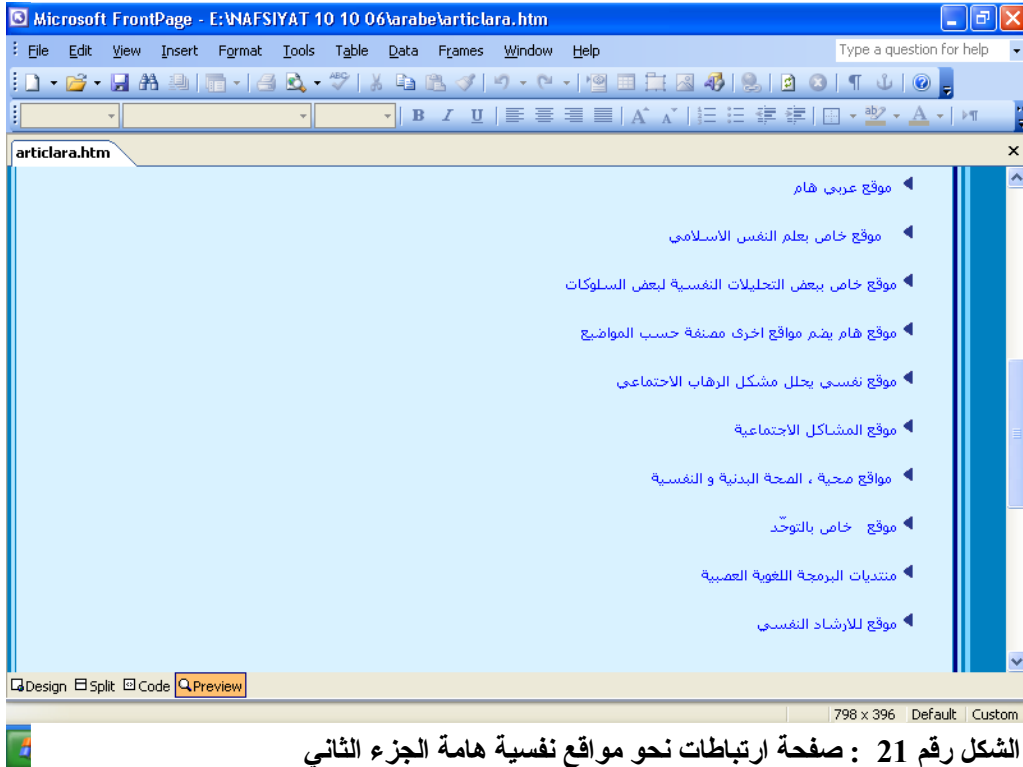 Microsoft FrontPage - E:\NAFSIYAT 10 10 06\arabe\articlara.htm
File Edit View Insert Format Tools Table Data Frames Window Help Type a question for help
B I U
articlara.htm
موقع عربي هام
موقع خاص بعلم النفس الاسلامي
موقع خاص ببعض التحليلات النفسية لبعض السلوكات
موقع هام يضم مواقع اخرى مصنفة حسب المواضيع
موقع نفسي يحلل مشكل الرهاب الاجتماعي
موقع المشاكل الاجتماعية
مواقع صحية ، الصحة البدنية و النفسية
موقع خاص بالتوحّد
منتديات البرمجة اللغوية العصبية
موقع للارشاد النفسي
Design Split Code Preview
798 x 396 Default Custom
الشكل رقم 21 : صفحة ارتباطات نحو مواقع نفسية هامة الجزء الثاني